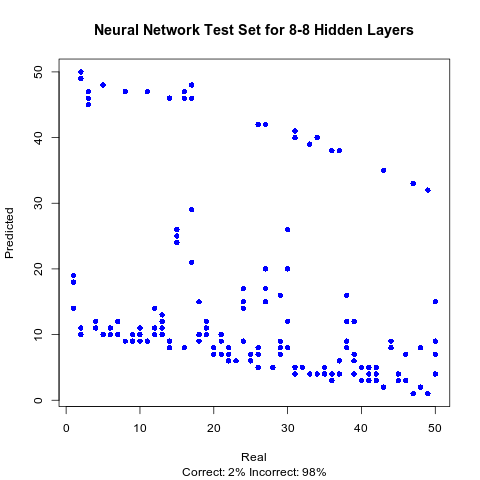 Neural Network Test Set for 8-8 Hidden Layers
Predicted
50
40
30
20
10
0
0 10 20 30 40 50
Real
Correct: 2% Incorrect: 98%